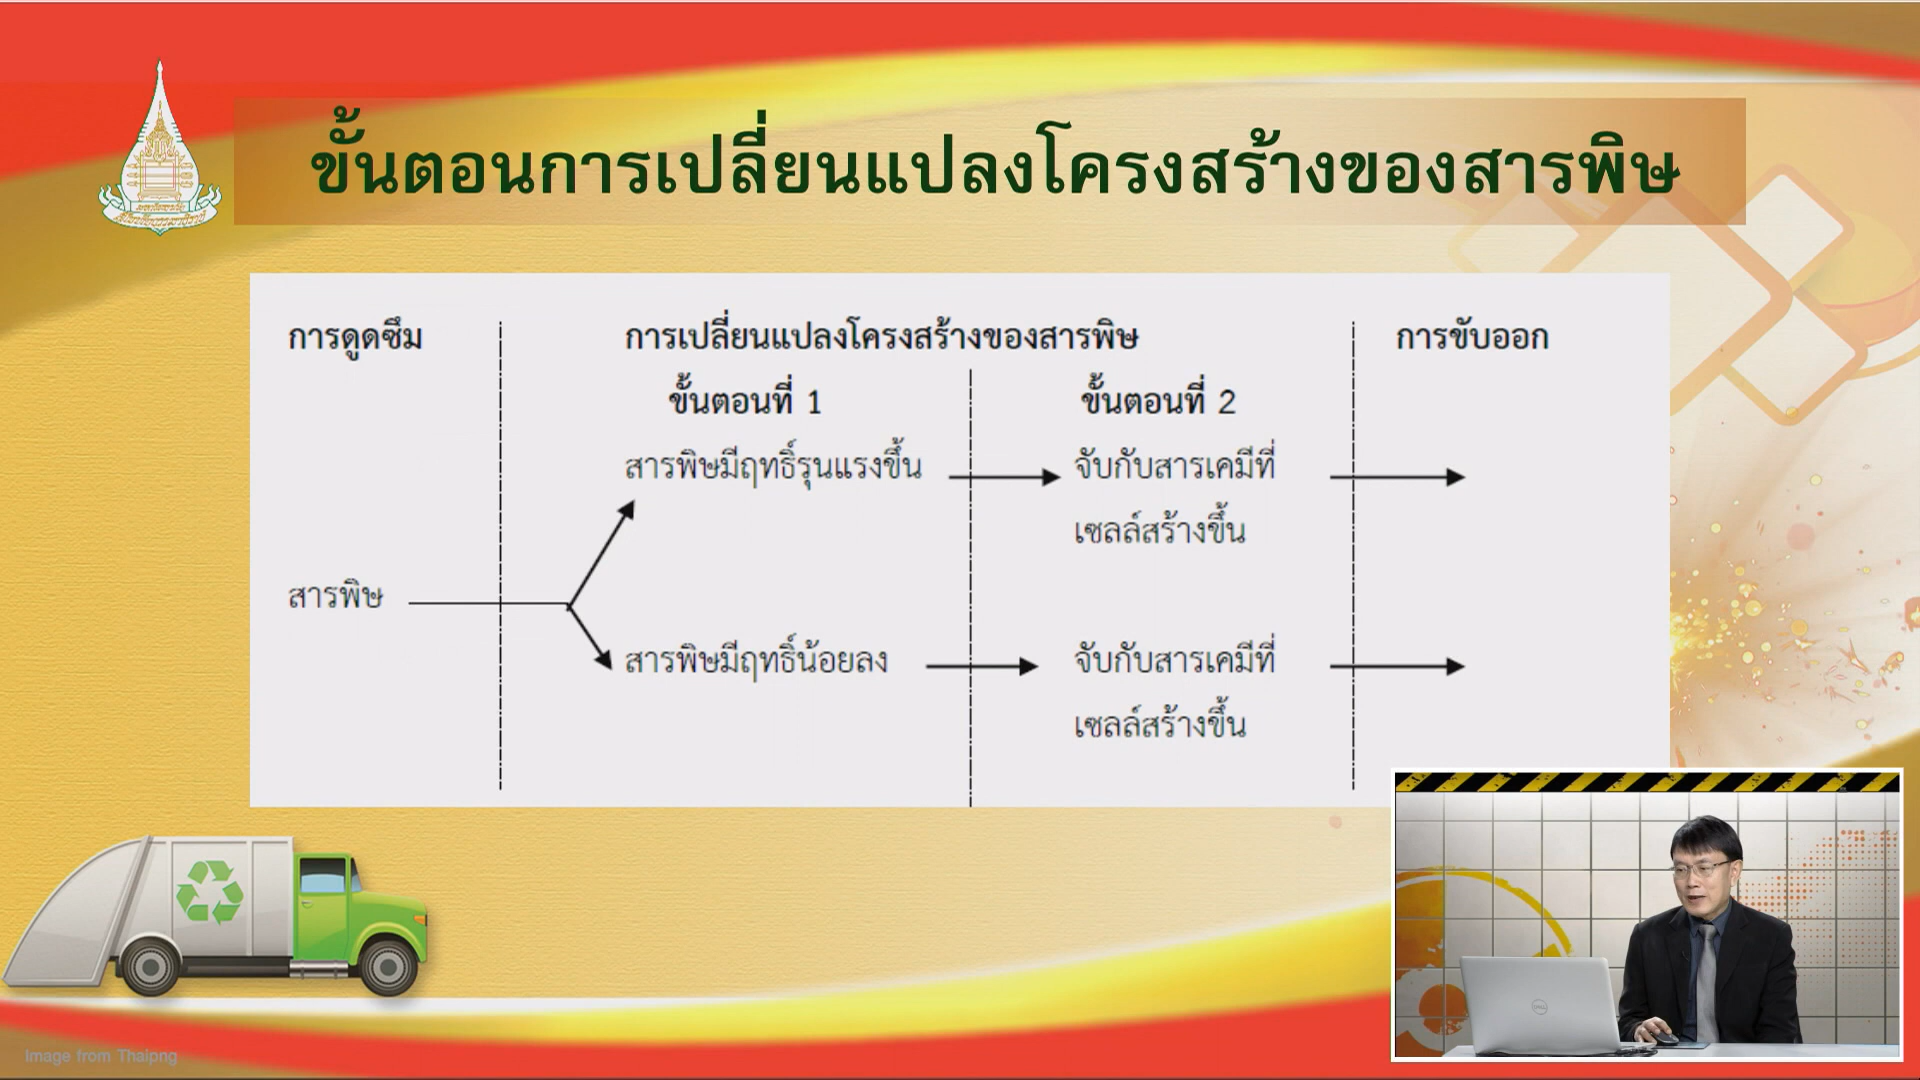 ขั้นตอนการเปลี่ยนแปลงโครงสร้างของสารพิษ
การดูดซึม
การเปลี่ยนแปลงโครงสร้างของสารพิษ
การขับออก
ขั้นตอนที่ 1
ขั้นตอนที่ 2
สารพิษมีฤทธิ์รุนแรงขึ้น
จับกับสารเคมีที่
เซลล์สร้างขึ้น
สารพิษ
สารพิษมีฤทธิ์น้อยลง
จับกับสารเคมีที่
เซลล์สร้างขึ้น
DELL
Image from Thaipng